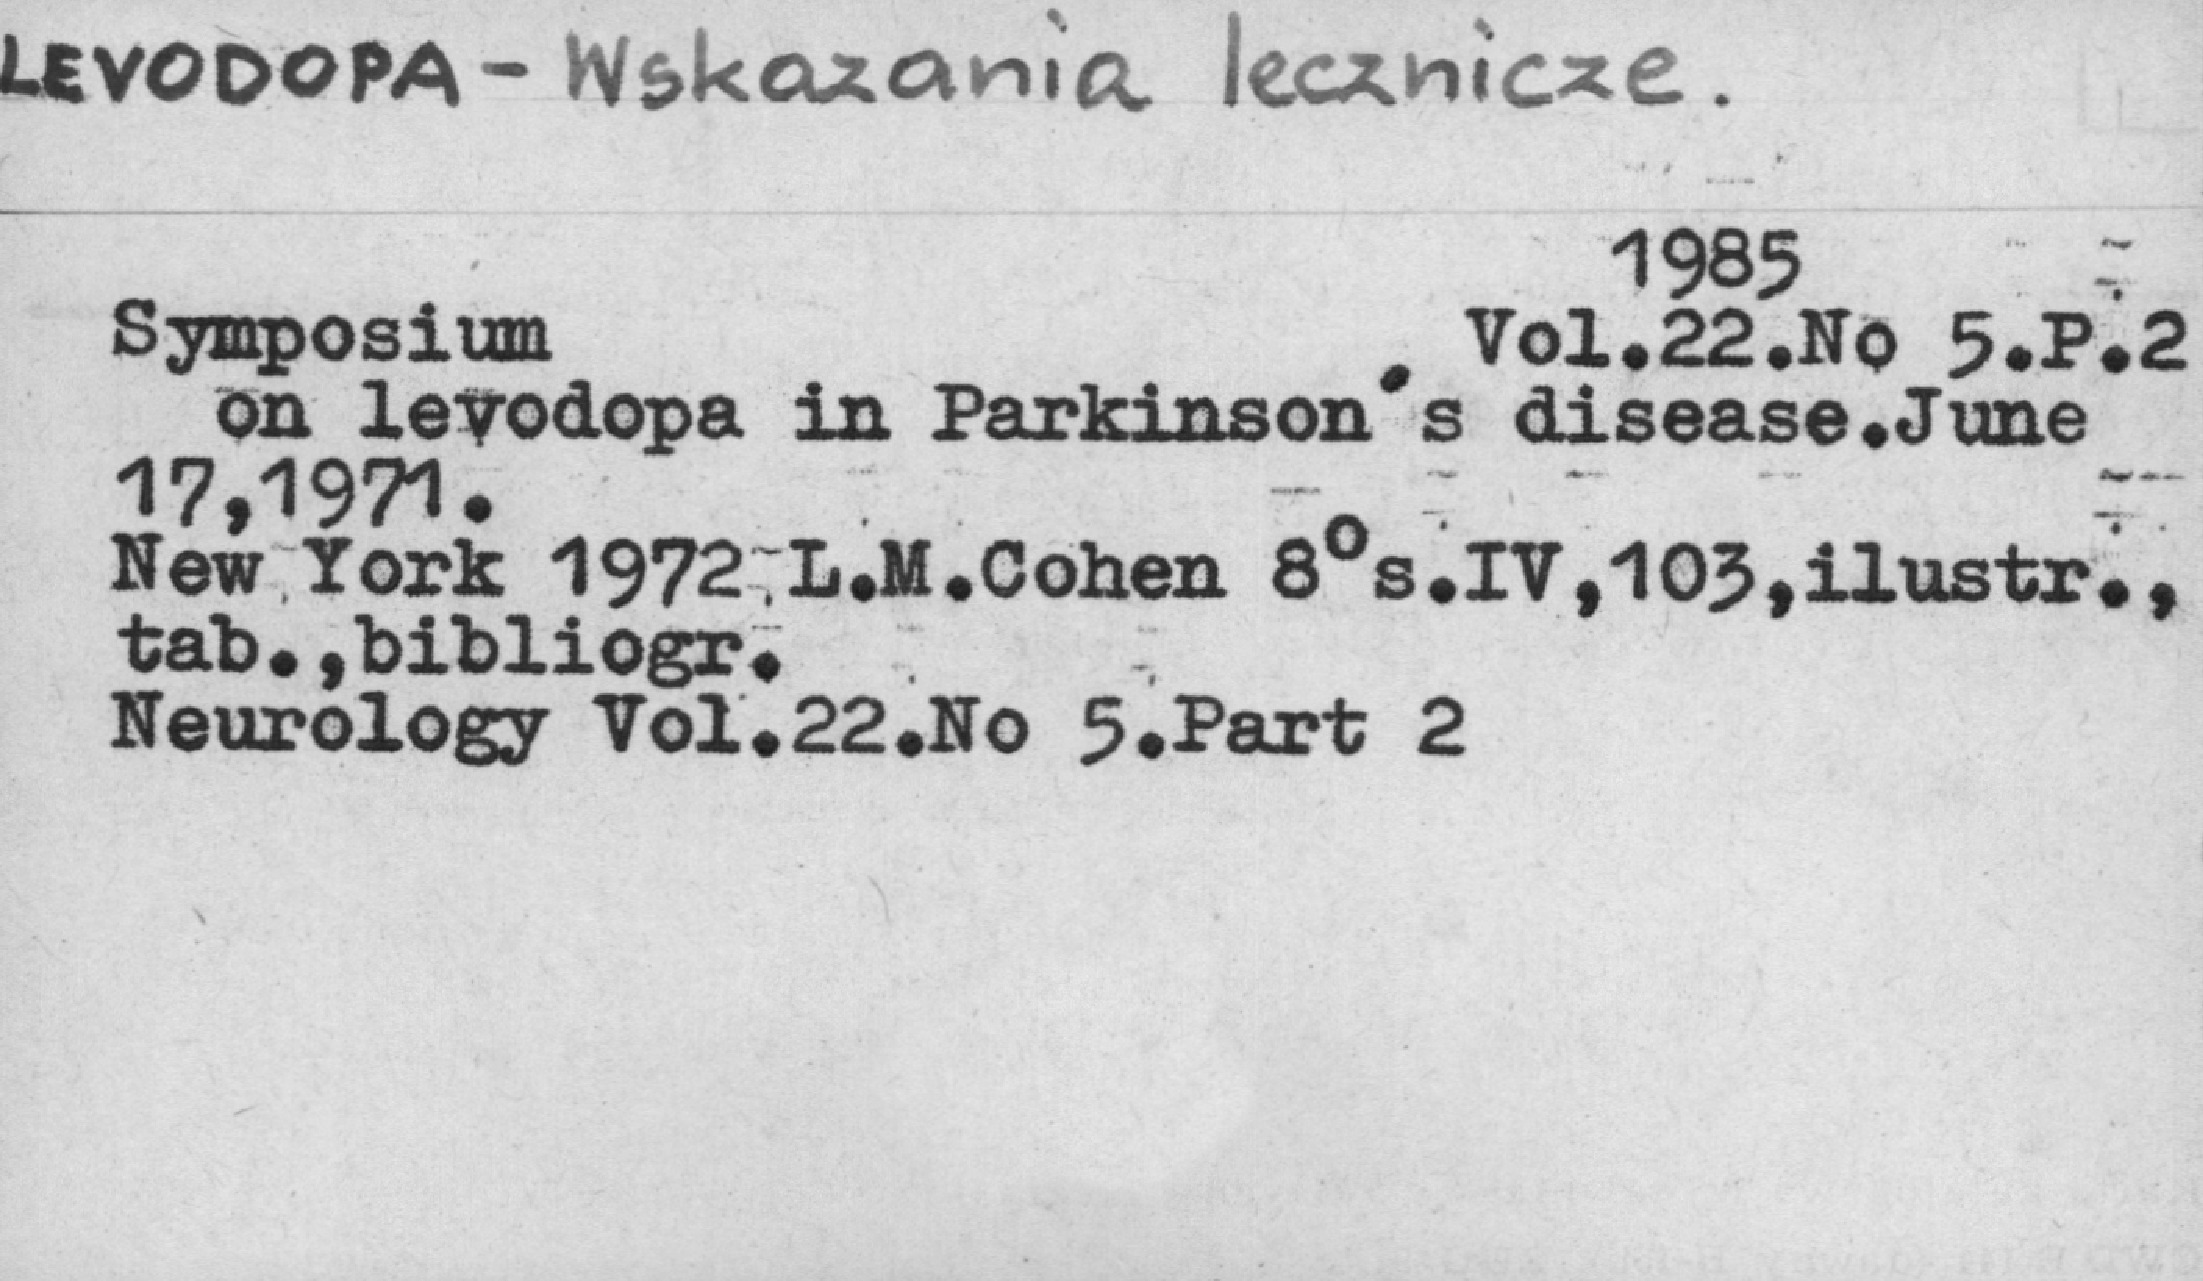 LEVODOPA - Wskazania lecznicze.
1985
Symposium Vol.22.No 5.P.2
on levodopa in Parkinson´s disease.June
17,1971.
New York 1972 L.M.Cohen 8°s.IV,103,ilustr.,
tab.,bibliogr.
Neurology Vol.22.No 5.Part 2